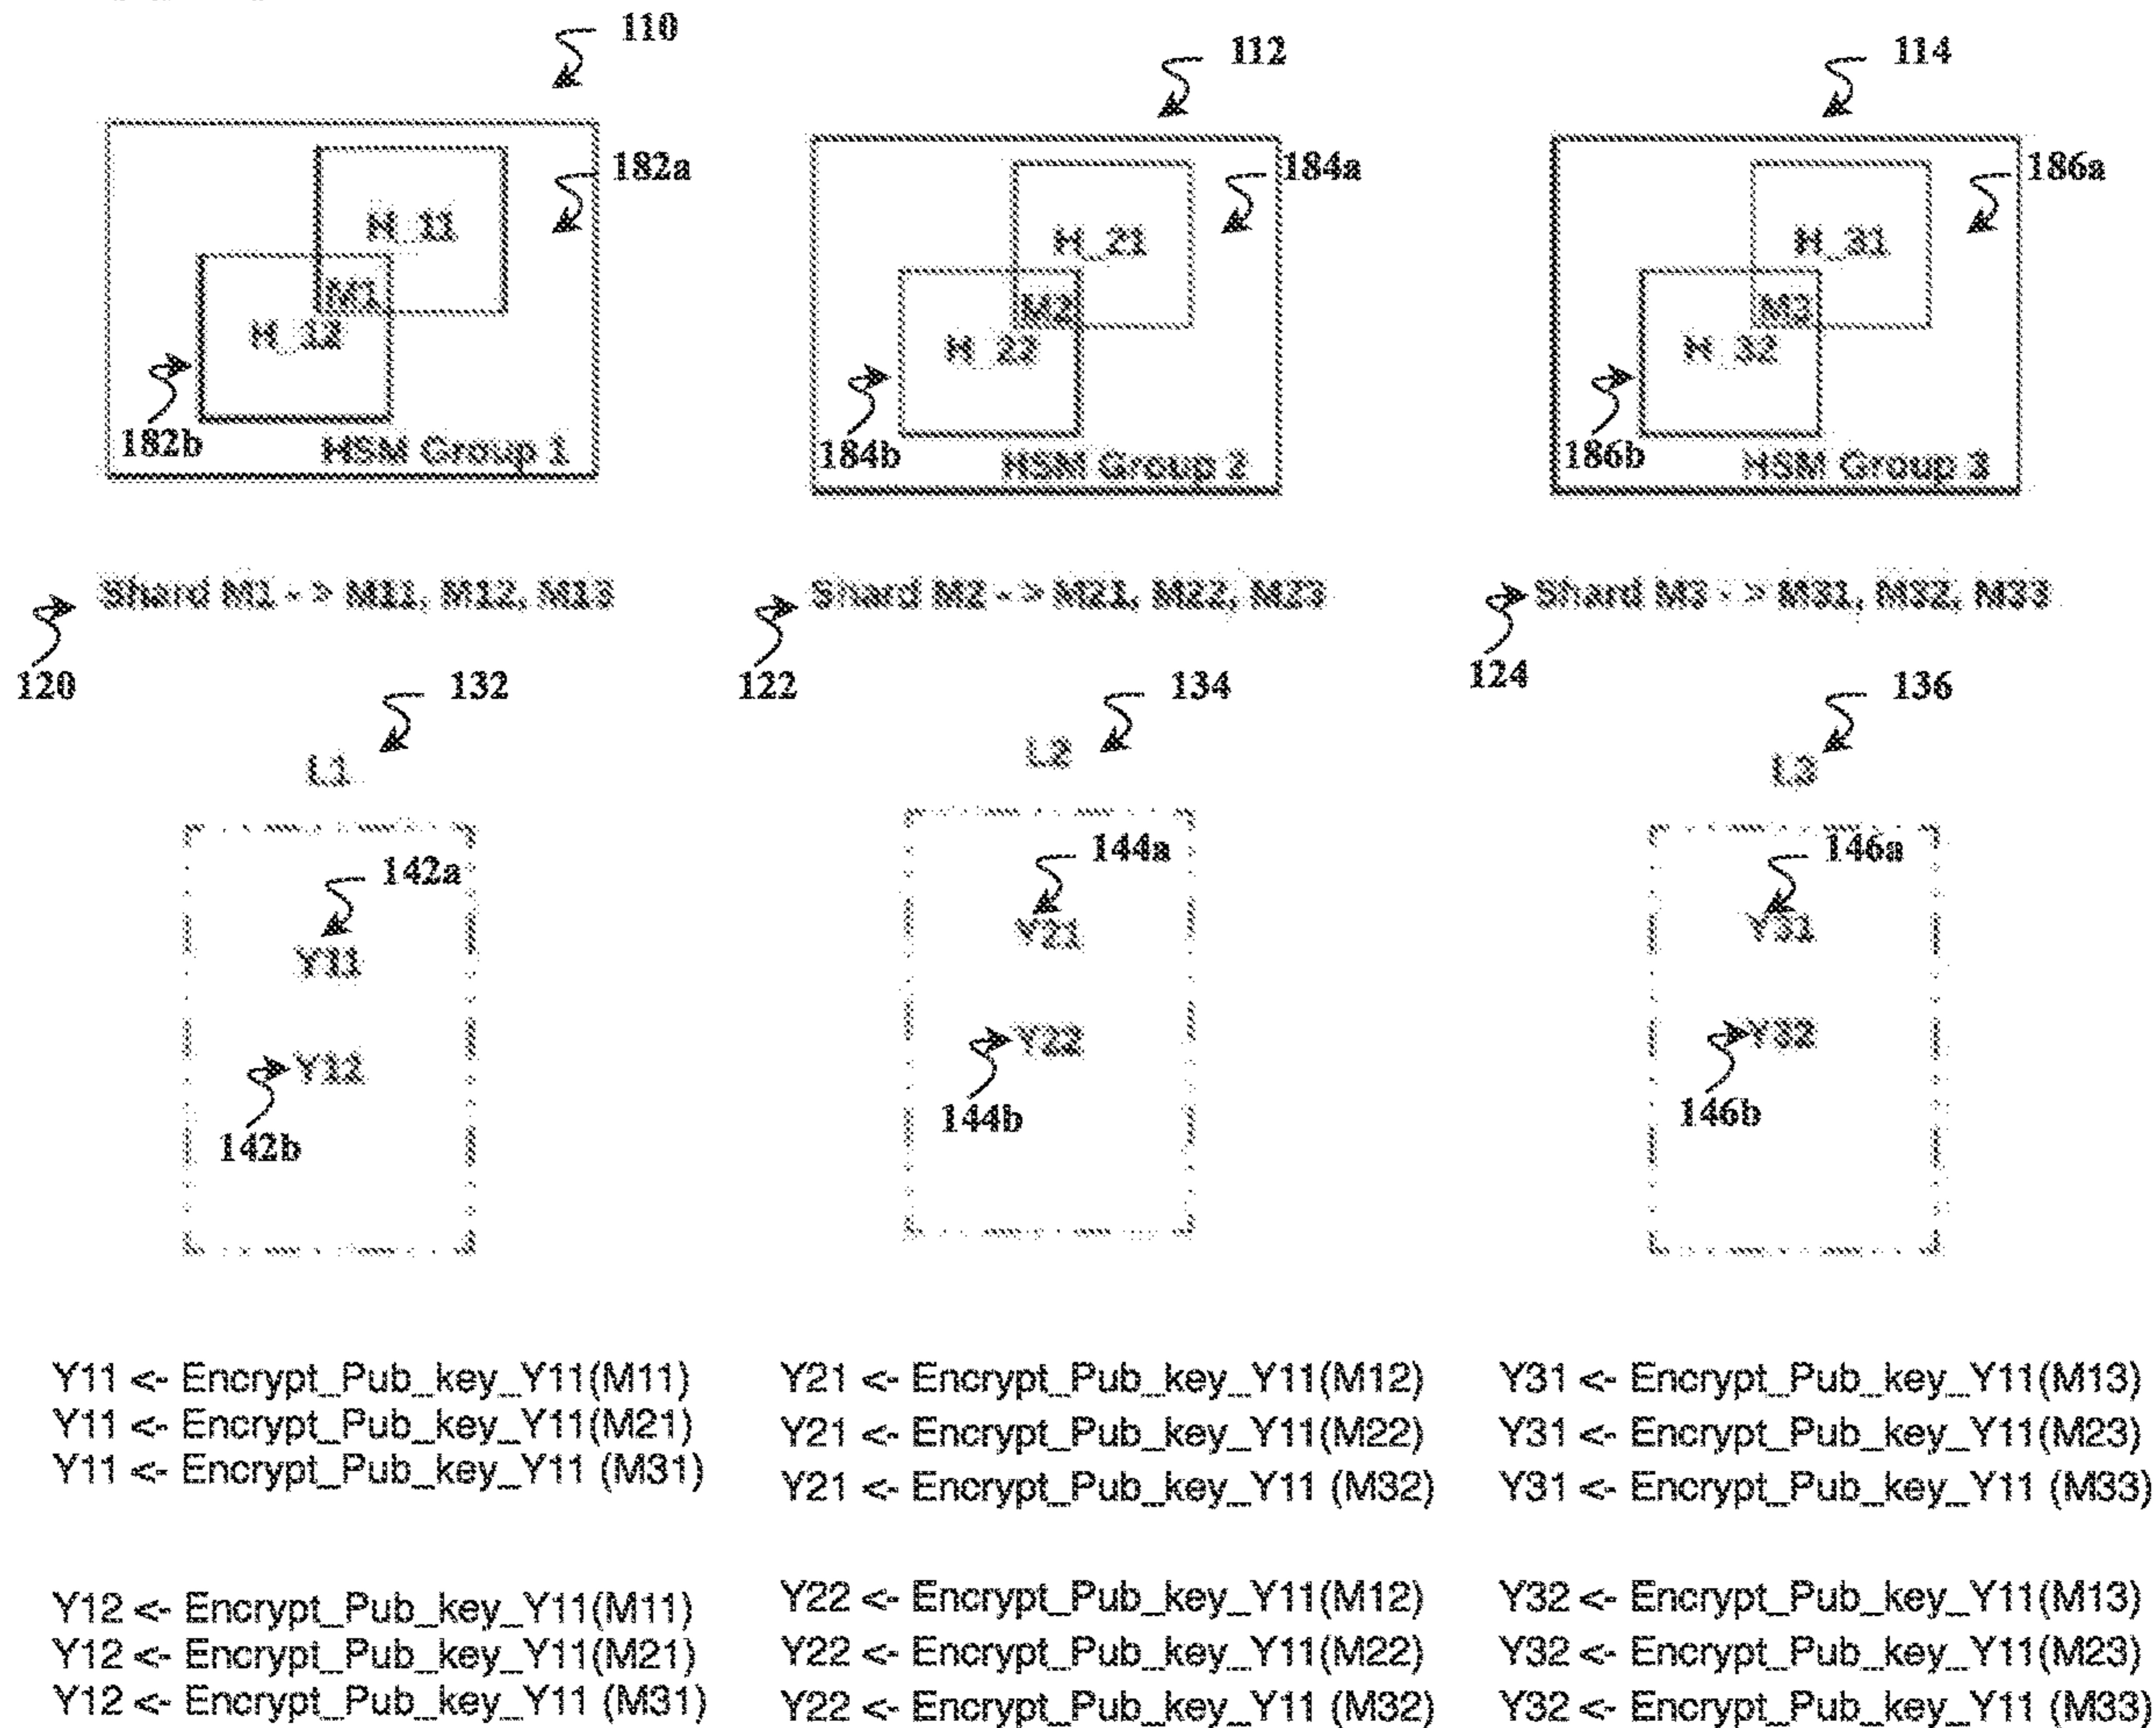 110
112
114
182a
184a
186a
H_11
H_21
H_31
M1
M2
M3
H_12
H_22
H_32
182b
184b
186b
HSM Group 1
HSM Group 2
HSM Group 3
Shard M1 - > M11, M12, M13
Shard M2 - > M21, M22, M23
Shard M3 - > M31, M32, M33
120
122
124
132
134
136
L1
L2
L3
142a
144a
146a
Y11
Y21
Y31
Y12
Y22
Y32
142b
144b
146b
Y11 <- Encrypt_Pub_key_Y11(M11)
Y11 <- Encrypt_Pub_key_Y11(M21)
Y11 <- Encrypt_Pub_key_Y11 (M31)
Y21 <- Encrypt_Pub_key_Y11(M12)
Y21 <- Encrypt_Pub_key_Y11(M22)
Y21 <- Encrypt_Pub_key_Y11 (M32)
Y31 <- Encrypt_Pub_key_Y11(M13)
Y31 <- Encrypt_Pub_key_Y11(M23)
Y31 <- Encrypt_Pub_key_Y11 (M33)
Y12 <- Encrypt_Pub_key_Y11(M11)
Y12 <- Encrypt_Pub_key_Y11(M21)
Y12 <- Encrypt_Pub_key_Y11 (M31)
Y22 <- Encrypt_Pub_key_Y11(M12)
Y22 <- Encrypt_Pub_key_Y11(M22)
Y22 <- Encrypt_Pub_key_Y11 (M32)
Y32 <- Encrypt_Pub_key_Y11(M13)
Y32 <- Encrypt_Pub_key_Y11(M23)
Y32 <- Encrypt_Pub_key_Y11 (M33)